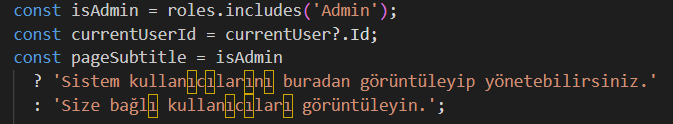 const isAdmin = roles.includes('Admin');
const currentUserId = currentUser?.Id;
const pageSubtitle = isAdmin
? 'Sistem kullanıcılarını buradan görüntüleyip yönetebilirsiniz.'
: 'Size bağlı kullanıcıları görüntüleyin.';